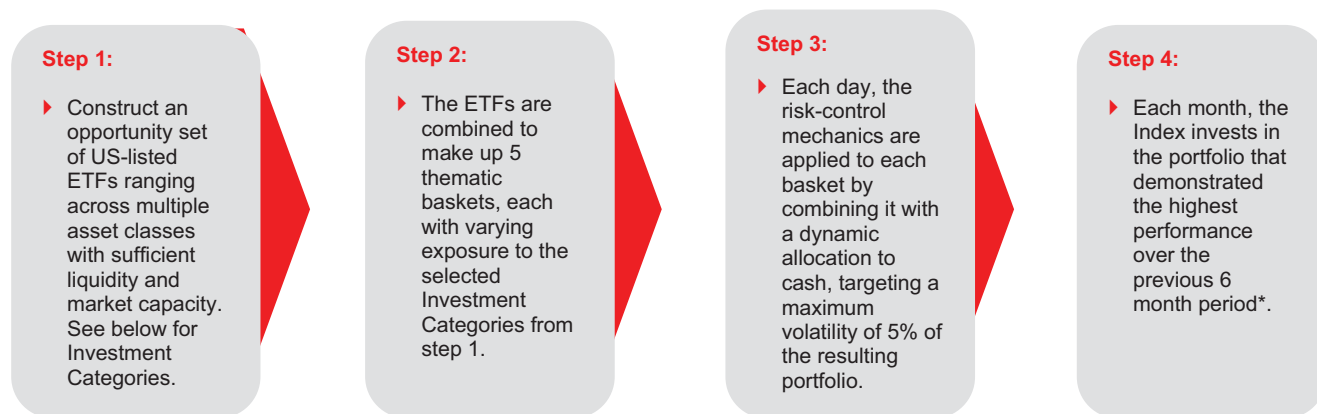 Step 1:
Construct an
opportunity set
of US-listed
ETFs ranging
across multiple
asset classes
with sufficient
liquidity and
market capacity.
See below for
Investment
Categories.
Step 2:
The ETFs are
combined to
make up 5
thematic
baskets, each
with varying
exposure to the
selected
Investment
Categories from
step 1.
Step 3:
Each day, the
risk-control
mechanics are
applied to each
basket by
combining it with
a dynamic
allocation to
cash, targeting a
maximum
volatility of 5% of
the resulting
portfolio.
Step 4:
Each month, the
Index invests in
the portfolio that
demonstrated
the highest
performance
over the
previous 6
month period*.